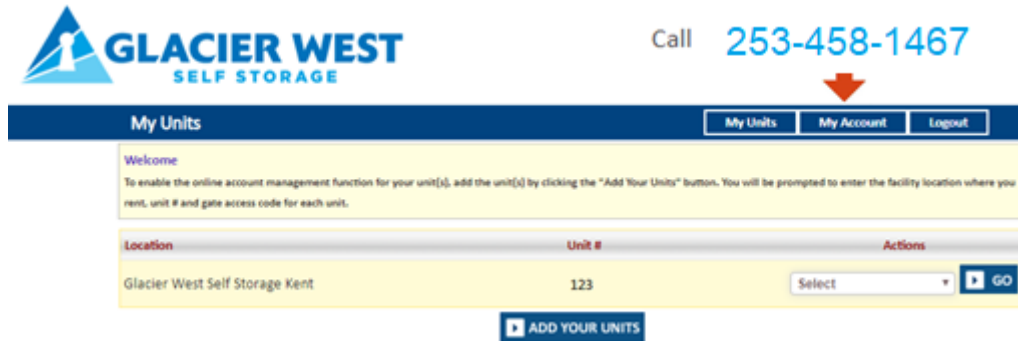 GLACIER WEST
SELF STORAGE
Call 253-458-1467
My Units
My Units My Account Logout
Welcome
To enable the online account management function for your unit[s], add the unit[s] by clicking the "Add Your Units" button. You will be prompted to enter the facility location where you
rent, unit # and gate access code for each unit.
Location Unit # Actions
Glacier West Self Storage Kent 123 Select GO
ADD YOUR UNITS